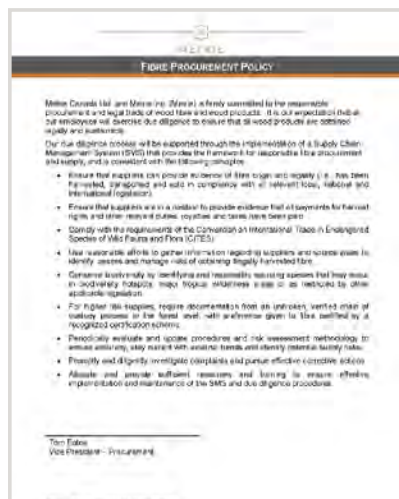 METRIE
FIBRE PROCUREMENT POLICY
Metrie Canada Ltd. and Metrie Inc. (Metrie) is firmly committed to the responsible
procurement and legal trade of wood fibre and wood products. It is our expectation that all
our employees will exercise due diligence to ensure that all wood products are obtained
legally and sustainably.
Our due diligence process will be supported through the implementation of a Supply Chain
Management System (SMS) that provides the framework for responsible fibre procurement
and supply, and is consistent with the following principles:
• Ensure that suppliers can provide evidence of fibre origin and legality (i.e., has been
harvested, transported and sold in compliance with all relevant local, national and
international legislation).
• Ensure that suppliers are in a position to provide evidence that all payments for harvest
rights and other relevant duties, royalties and taxes have been paid.
• Comply with the requirements of the Convention on International Trade in Endangered
Species of Wild Fauna and Flora (CITES)
• Use reasonable efforts to gather information regarding suppliers and source areas to
identify, assess and manage risks of obtaining illegally harvested fibre.
• Conserve biodiversity by identifying and responsibly sourcing species that may occur
in biodiversity hotspots, major tropical wilderness areas or as restricted by other
applicable legislation.
• For higher risk supplies, require documentation from an unbroken, verified chain of
custody process to the forest level, with preference given to fibre certified by a
recognized certification scheme.
• Periodically evaluate and update procedures and risk assessment methodology to
ensure accuracy, stay current with external trends and identify potential supply risks.
• Promptly and diligently investigate complaints and pursue effective corrective actions.
• Allocate and provide sufficient resources and training to ensure effective
implementation and maintenance of the SMS and due diligence procedures.
Vice President – Procurement